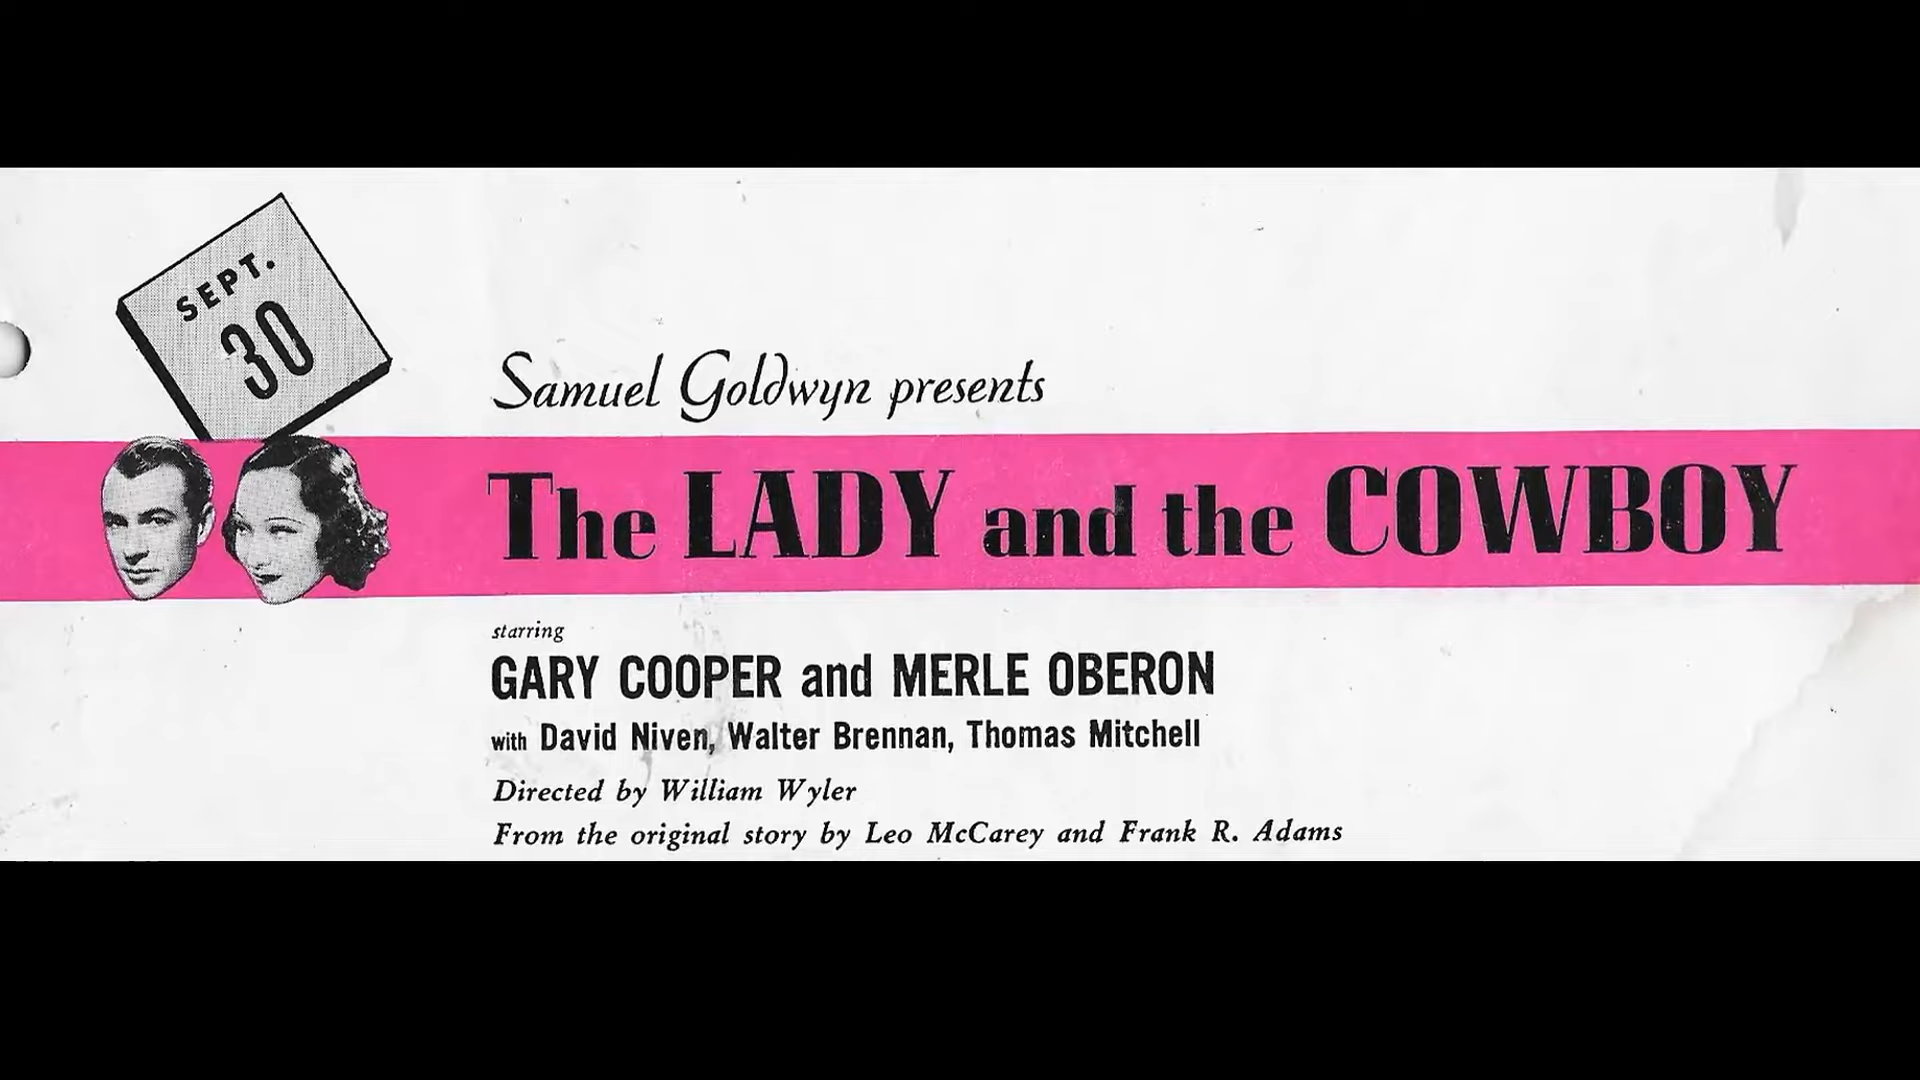 SEPT.
30
Samuel Goldwyn presents
The LADY and the COWBOY
starring
GARY COOPER and MERLE OBERON
with David Niven, Walter Brennan, Thomas Mitchell
Directed by William Wyler
From the original story by Leo McCarey and Frank R. Adams